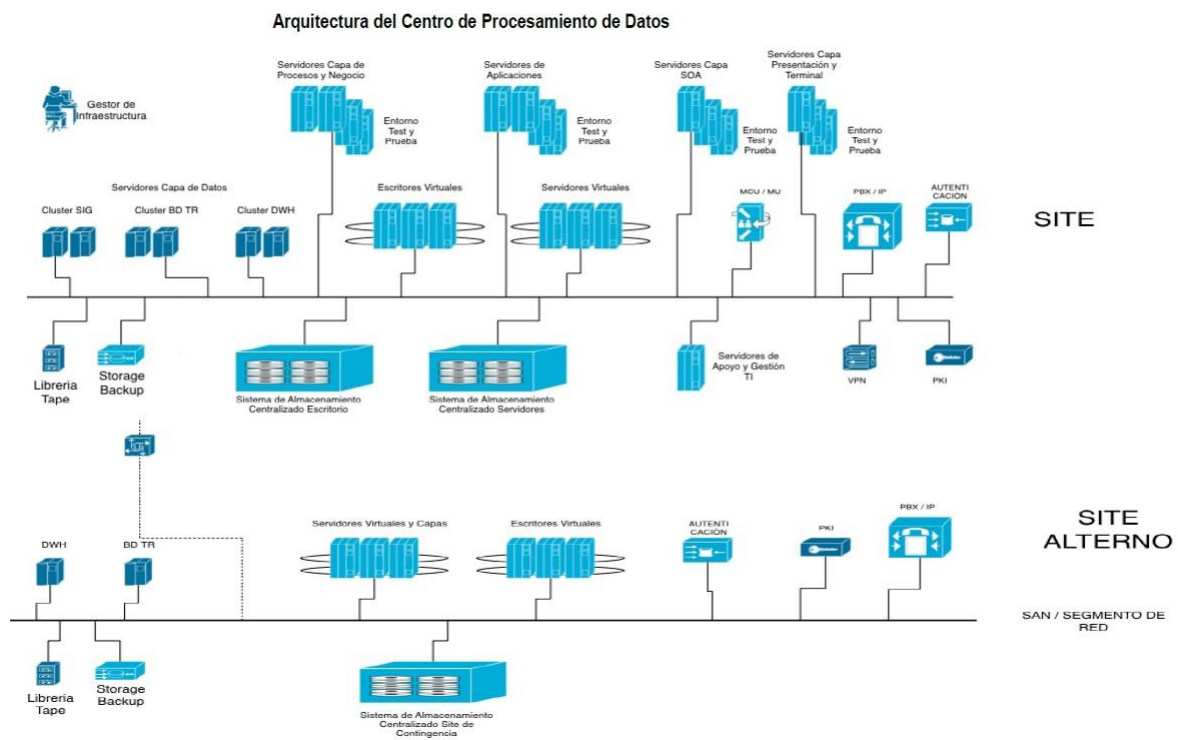 Arquitectura del Centro de Procesamiento de Datos
Gestor de
Infraestructura
Servidores Capa de
Procesos y Negocio
Entorno
Test y
Prueba
Servidores de
Aplicaciones
Entorno
Test y
Prueba
Servidores Capa
SOA
Entorno
Test y
Prueba
Servidores Capa
Presentación y
Terminal
Entorno
Test y
Prueba
Servidores Capa de Datos
Cluster SIG
Cluster BD TR
Cluster DWH
Escritores Virtuales
Servidores Virtuales
MCU / MU
PBX / IP
AUTENTI
CACIÓN
SITE
Libreria
Tape
Storage
Backup
Sistema de Almacenamiento
Centralizado Escritorio
Sistema de Almacenamiento
Centralizado Servidores
Servidores de
Apoyo y Gestión
TI
VPN
PKI
DWH
BD TR
Servidores Virtuales y Capas
Escritores Virtuales
AUTENTI
CACIÓN
PKI
PBX / IP
SITE
ALTERNO
SAN / SEGMENTO DE
RED
Libreria
Tape
Storage
Backup
Sistema de Almacenamiento
Centralizado Site de
Contingencia